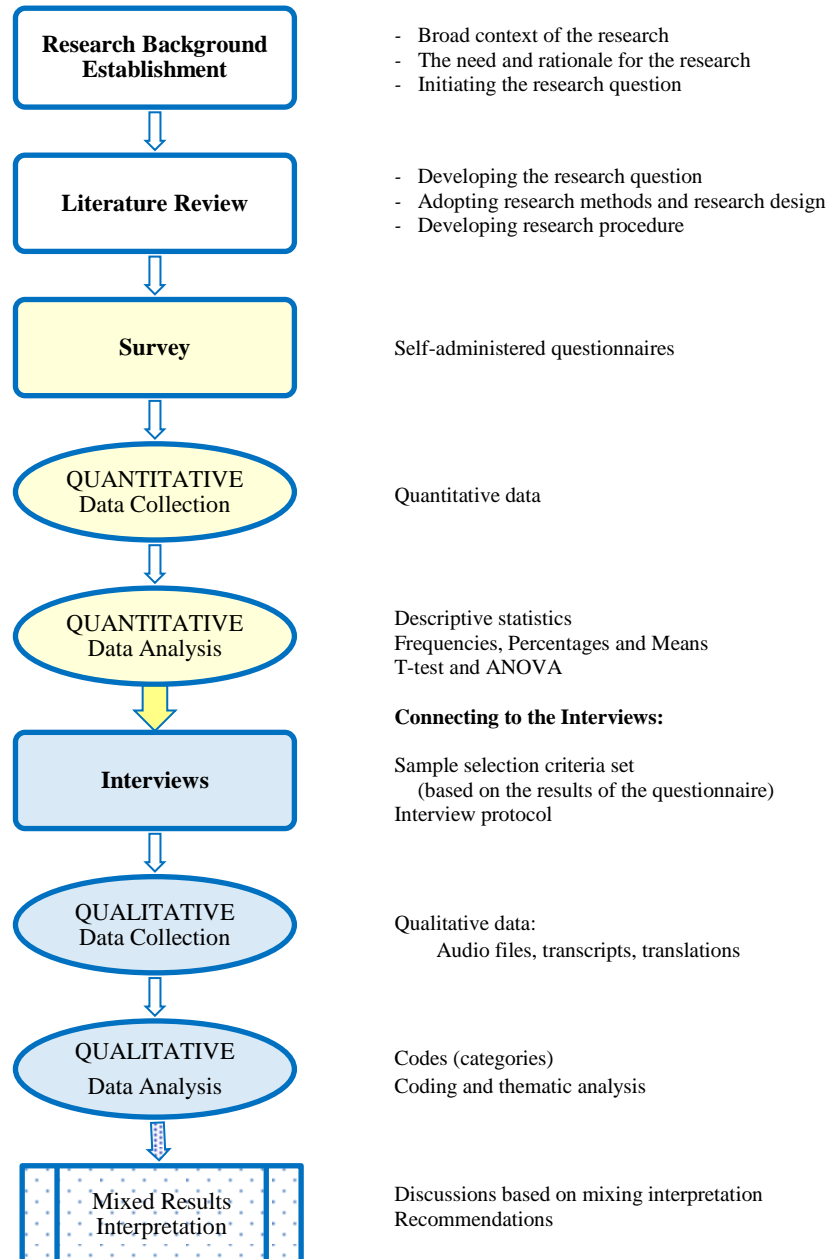 Research Background
Establishment
- Broad context of the research
- The need and rationale for the research
- Initiating the research question
Literature Review
- Developing the research question
- Adopting research methods and research design
- Developing research procedure
Survey
Self-administered questionnaires
QUANTITATIVE
Data Collection
Quantitative data
QUANTITATIVE
Data Analysis
Descriptive statistics
Frequencies, Percentages and Means
T-test and ANOVA
Connecting to the Interviews:
Interviews
Sample selection criteria set
(based on the results of the questionaire)
Interview protocol
QUALITATIVE
Data Collection
Qualitative data:
Audio files, transcripts, translations
QUALITATIVE
Data Analysis
Codes (categories)
Coding and thematic analysis
Mixed Results
Interpretation
Discussions based on mixing interpretation
Recommendations